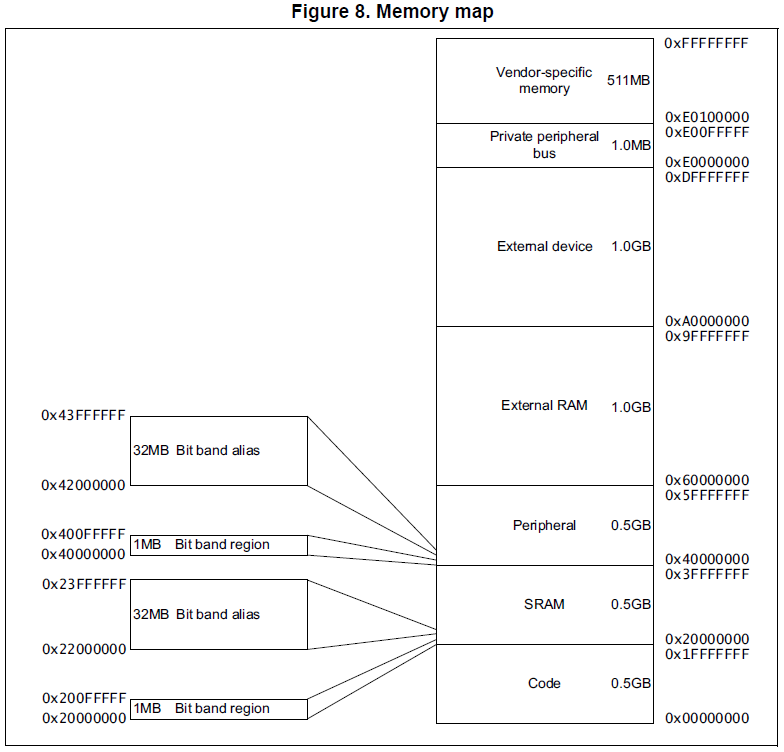 Figure 8. Memory map
0xFFFFFFFF
Vendor-specific
memory
511MB
0xE0100000
0xE00FFFFF
Private peripheral
bus
1.0MB
0xE0000000
0xDFFFFFFF
External device 1.0GB
0xA0000000
0x9FFFFFFF
External RAM 1.0GB
0x60000000
0x5FFFFFFF
Peripheral 0.5GB
0x40000000
0x3FFFFFFF
SRAM 0.5GB
0x20000000
0x1FFFFFFF
Code 0.5GB
0x00000000
0x43FFFFFF
32MB Bit band alias
0x42000000
0x400FFFFF
1MB Bit band region
0x40000000
0x23FFFFFF
32MB Bit band alias
0x22000000
0x200FFFFF
1MB Bit band region
0x20000000